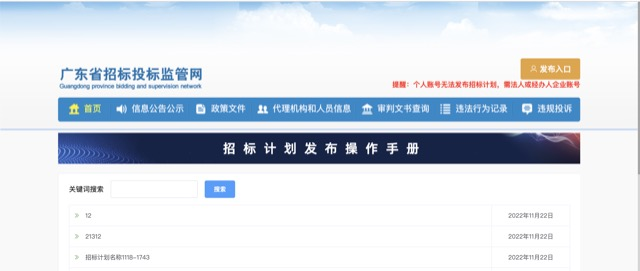 广东省招标投标监管网
Guangdong province bidding and supervision network
发布入口
提醒：个人账号无法发布招标计划，需法人或经办人企业账号
首页 信息公告公示 政策文件 代理机构和人员信息 审判文书查询 违法行为记录 违规投诉
招标计划发布操作手册
关键词搜索 搜索
12 2022年11月22日
21312 2022年11月22日
招标计划名称1118-1743 2022年11月22日